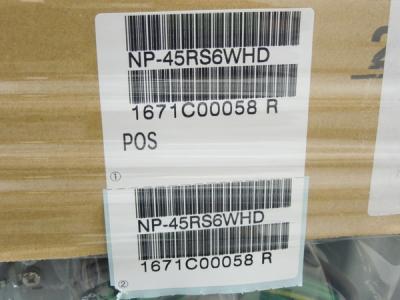 NP-45RS6WHD
1671C00058 R
POS
①
NP-45RS6WHD
1671C00058 R
②